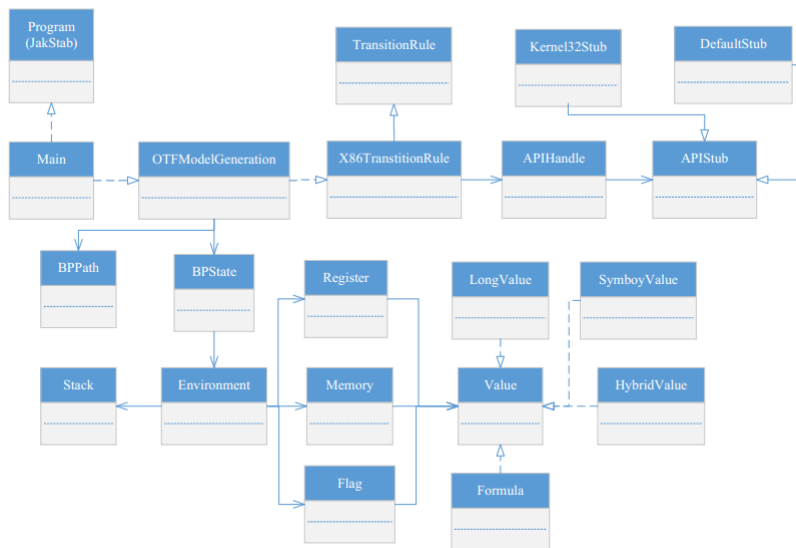 Program
(JakStab)
TransitionRule
Kernel32Stub
DefaultStub
Main
OTFModelGeneration
X86TranstitionRule
APIHandle
APIStub
BPPath
BPState
Register
LongValue
SymboyValue
Stack
Environment
Memory
Value
HybridValue
Flag
Formula